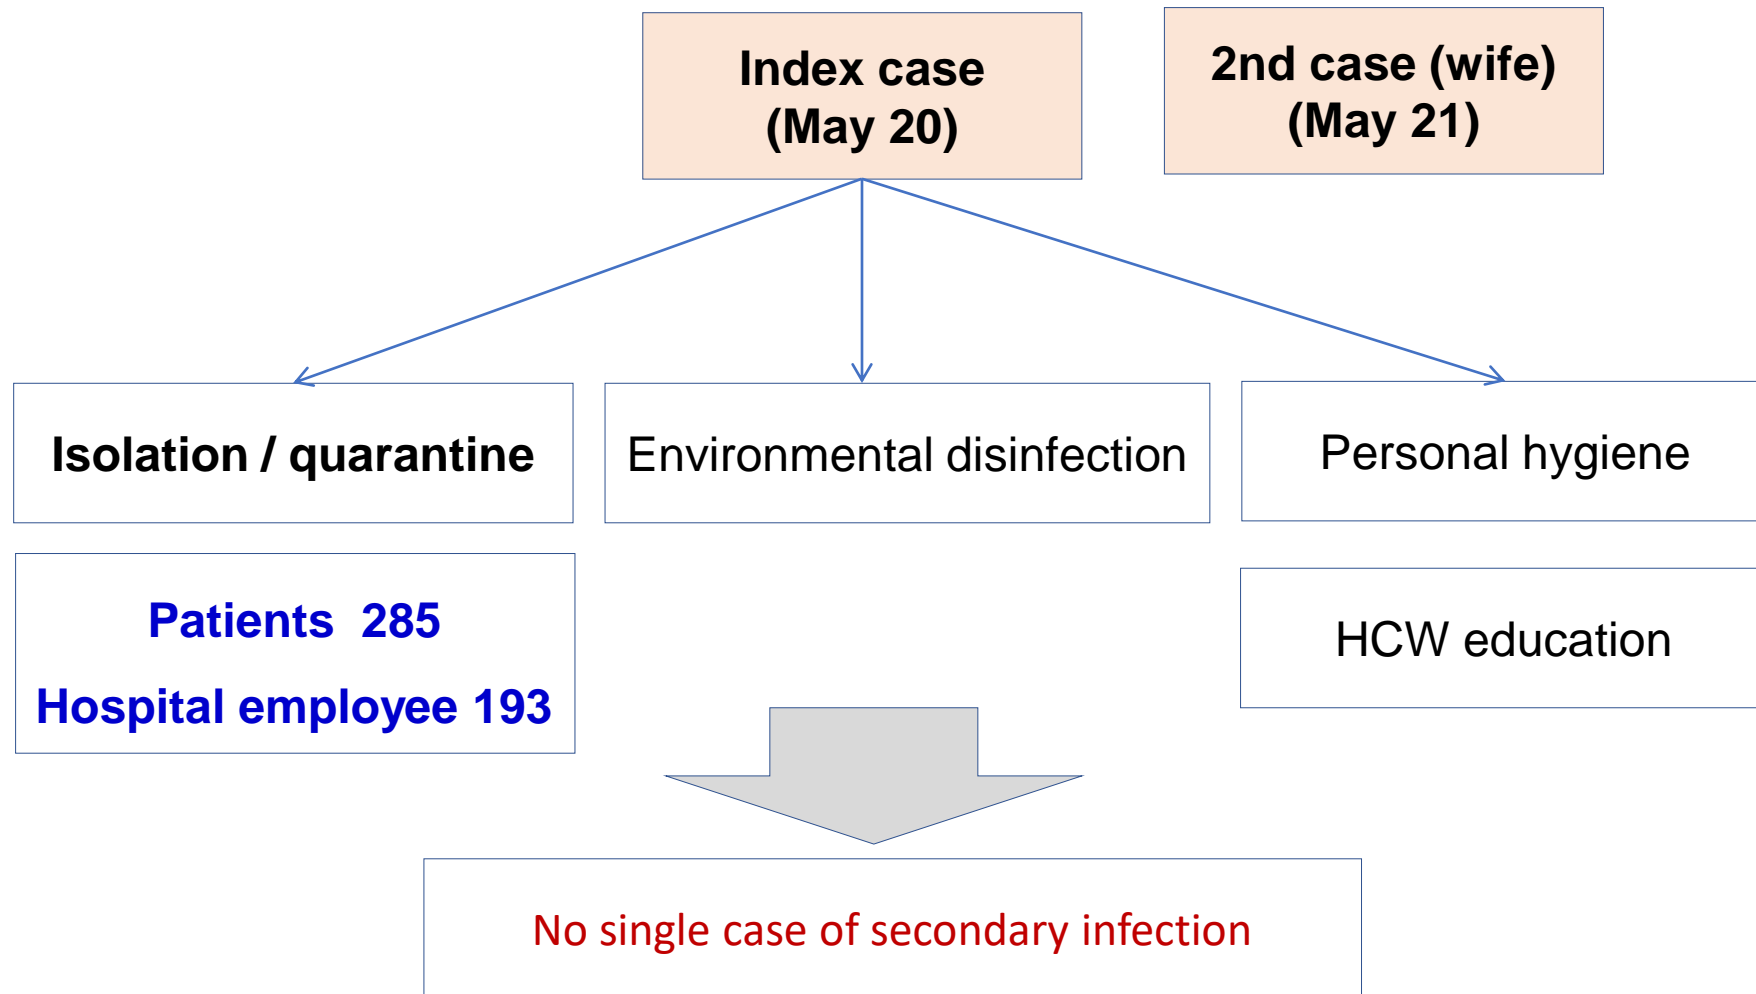 Index case
(May 20)
2nd case (wife)
(May 21)
Isolation / quarantine
Environmental disinfection
Personal hygiene
Patients  285
Hospital employee 193
HCW education
No single case of secondary infection